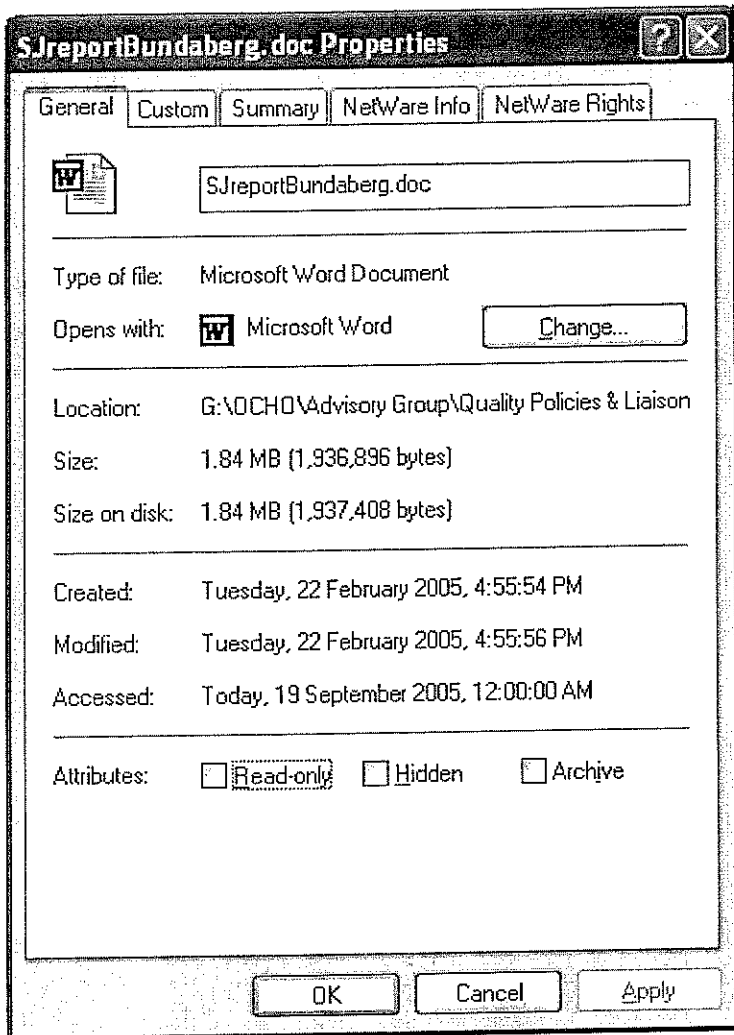 SJreportBundaberg.doc Properties
General Custom Summary NetWare Info NetWare Rights
SJreportBundaberg.doc
Type of file: Microsoft Word Document
Opens with: Microsoft Word Change...
Location: G:\OCHO\Advisory Group\Quality Policies & Liaison
Size: 1.84 MB (1,936,896 bytes)
Size on disk: 1.84 MB (1,937,408 bytes)
Created: Tuesday, 22 February 2005, 4:55:54 PM
Modified: Tuesday, 22 February 2005, 4:55:56 PM
Accessed: Today, 19 September 2005, 12:00:00 AM
Attributes: Read-only Hidden Archive
OK Cancel Apply